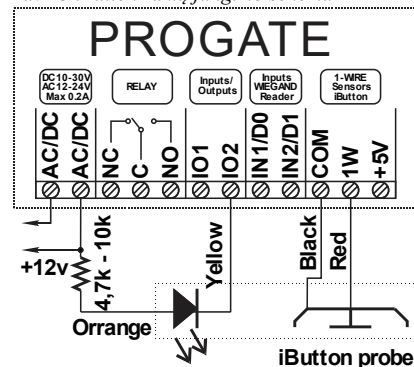 PROGATE
DC10-30V
AC12-24V
Max 0.2A
RELAY
Inputs/
Outputs
Inputs
WIEGAND
Reader
1-WIRE
Sensors
iButton
AC/DC
AC/DC
NC
C
NO
IO1
IO2
IN1/D0
IN2/D1
COM
1W
+5V
+12v
4,7k - 10k
Yellow
Black
Red
Orrange
iButton probe